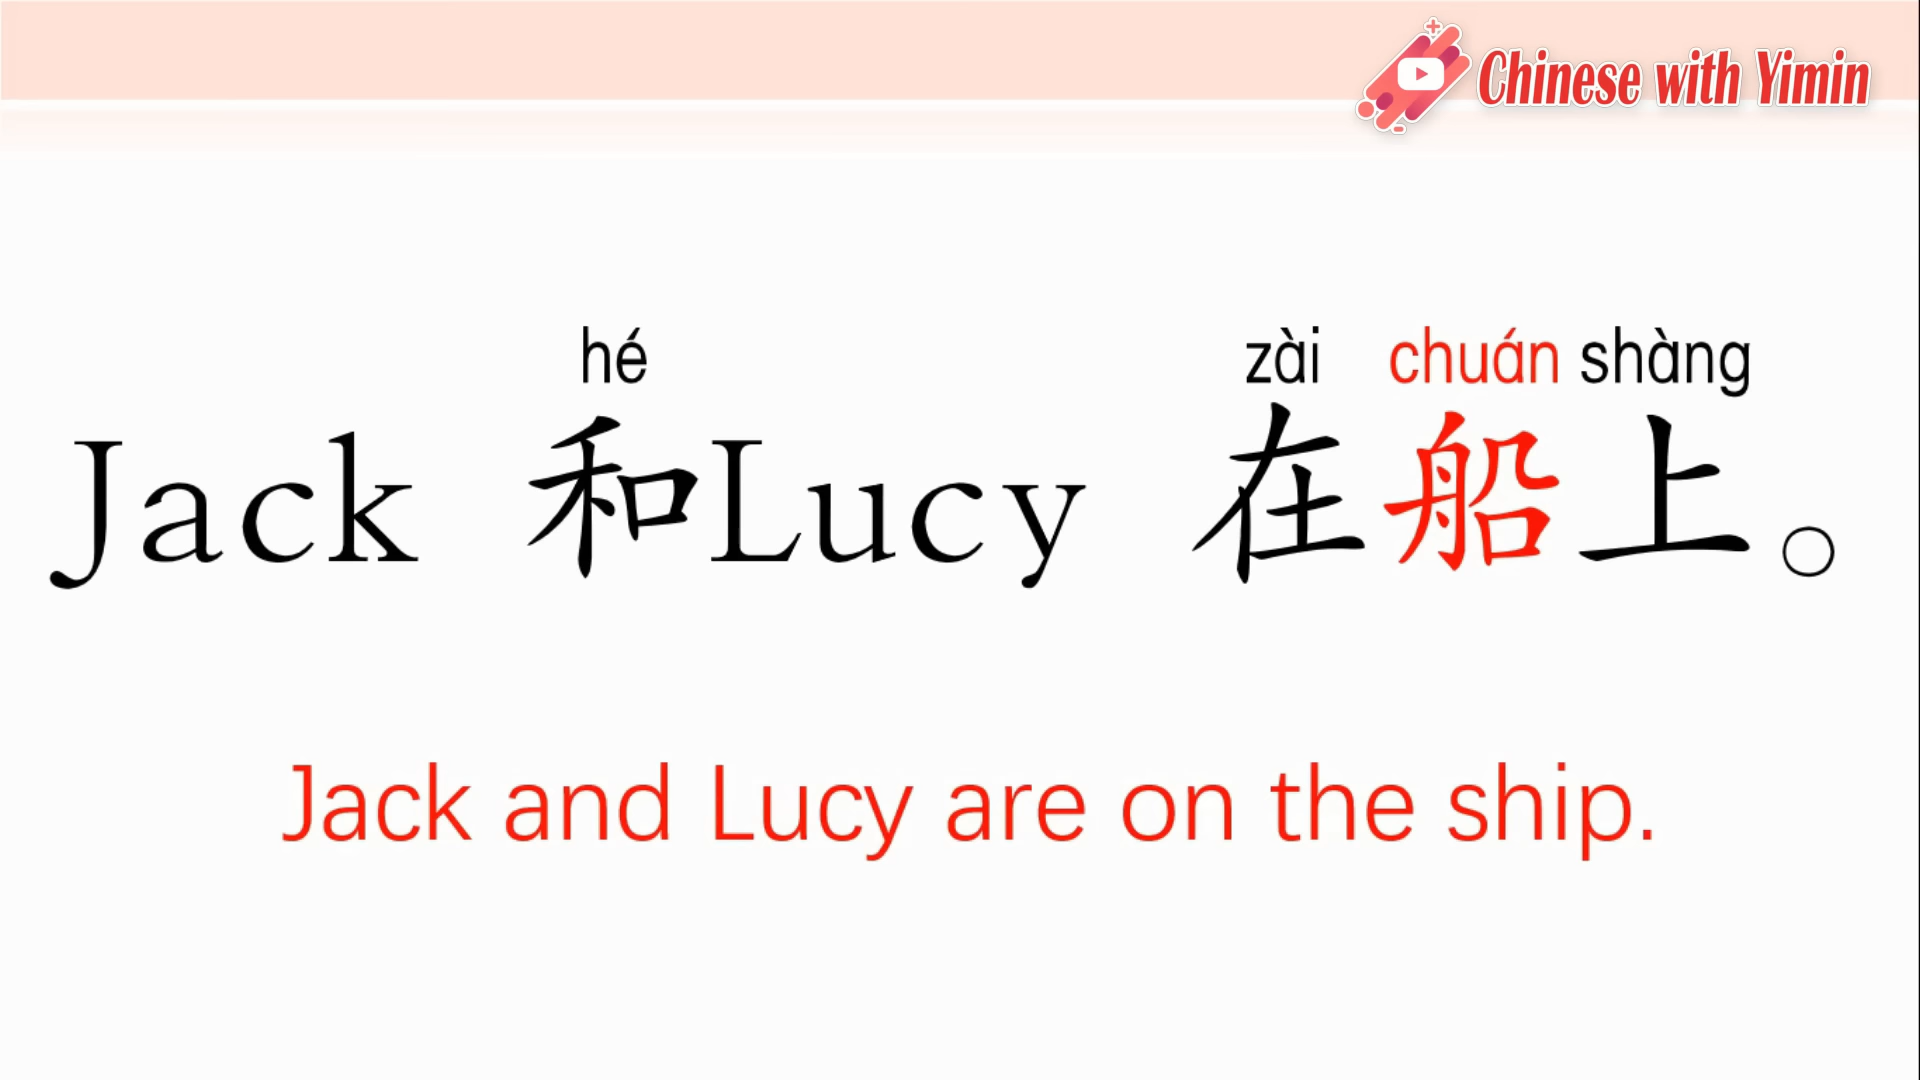 Chinese with Yimin
hé zài chuán shàng
Jack 和Lucy 在船上。
Jack and Lucy are on the ship.